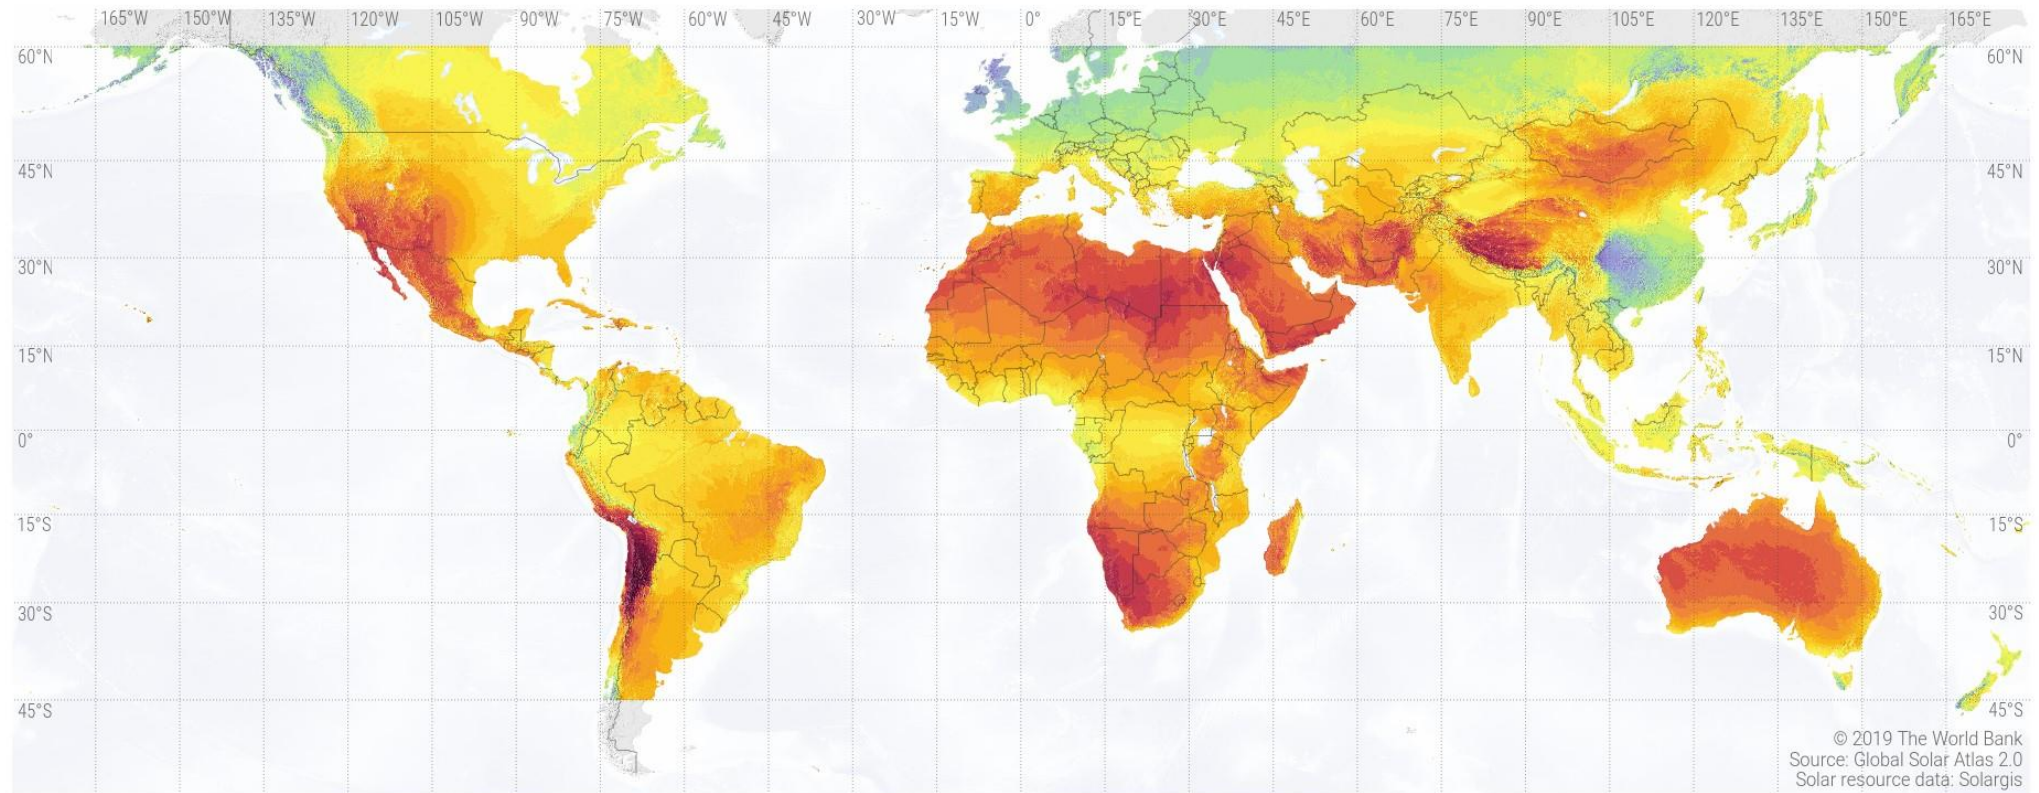 165°W 150°W 135°W 120°W 105°W 90°W 75°W 60°W 45°W 30°W 15°W 0° 15°E 30°E 45°E 60°E 75°E 90°E 105°E 120°E 135°E 150°E 165°E
60°N 60°N
45°N 45°N
30°N 30°N
15°N 15°N
0° 0°
15°S 15°S
30°S 30°S
45°S 45°S
© 2019 The World Bank
Source: Global Solar Atlas 2.0
Solar resource data: Solargis